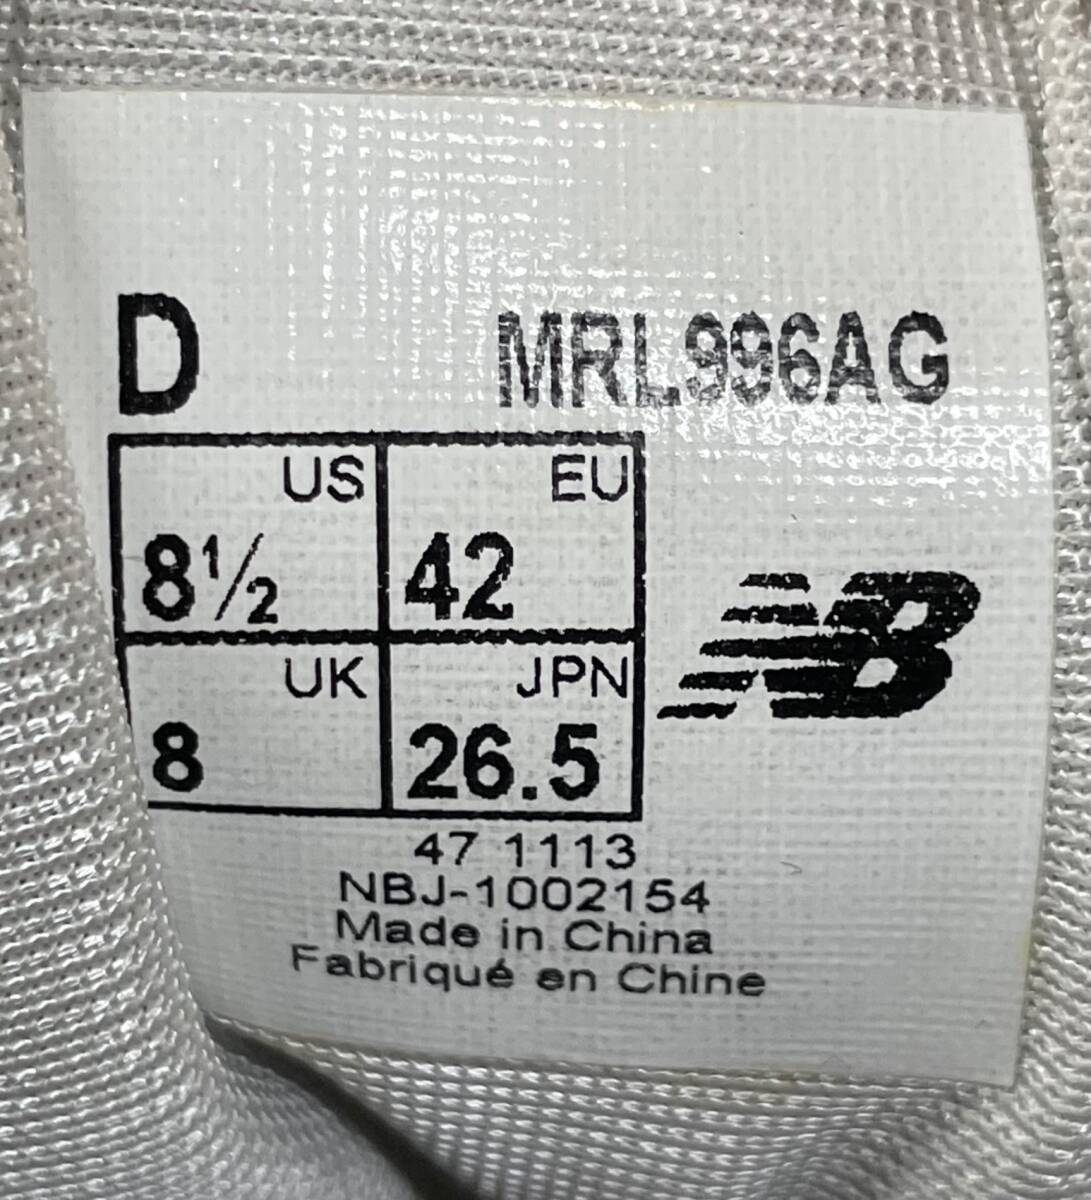 D MRL996AG
US EU
8½ 42
UK JPN
8 26.5
47 1113
NBJ-1002154
Made in China
Fabriqué en Chine
NB